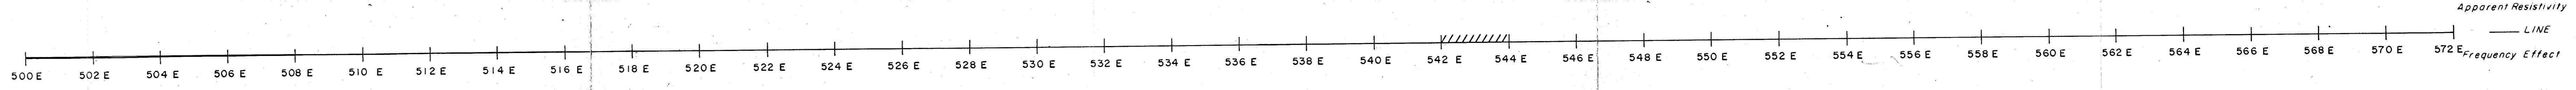 Apparent Resistivity
LINE
500 E 502 E 504 E 506 E 508 E 510 E 512 E 514 E 516 E 518 E 520 E 522 E 524 E 526 E 528 E 530 E 532 E 534 E 536 E 538 E 540 E 542 E 544 E 546 E 548 E 550 E 552 E 554 E 556 E 558 E 560 E 562 E 564 E 566 E 568 E 570 E 572 E
Frequency Effect